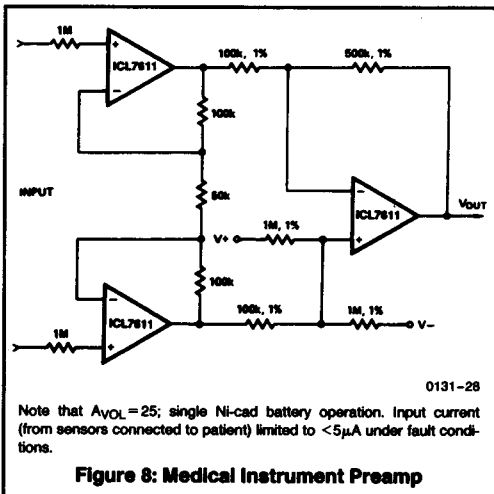 1M
+
ICL7611
−
100k, 1%
500k, 1%
100k
INPUT
50k
−
ICL7611
+
VOUT
V+
1M, 1%
100k
−
ICL7611
+
1M
100k, 1%
1M, 1%
V−
0131-28
Note that AVOL=25; single Ni-cad battery operation. Input current
(from sensors connected to patient) limited to <5μA under fault condi-
tions.
Figure 8: Medical Instrument Preamp